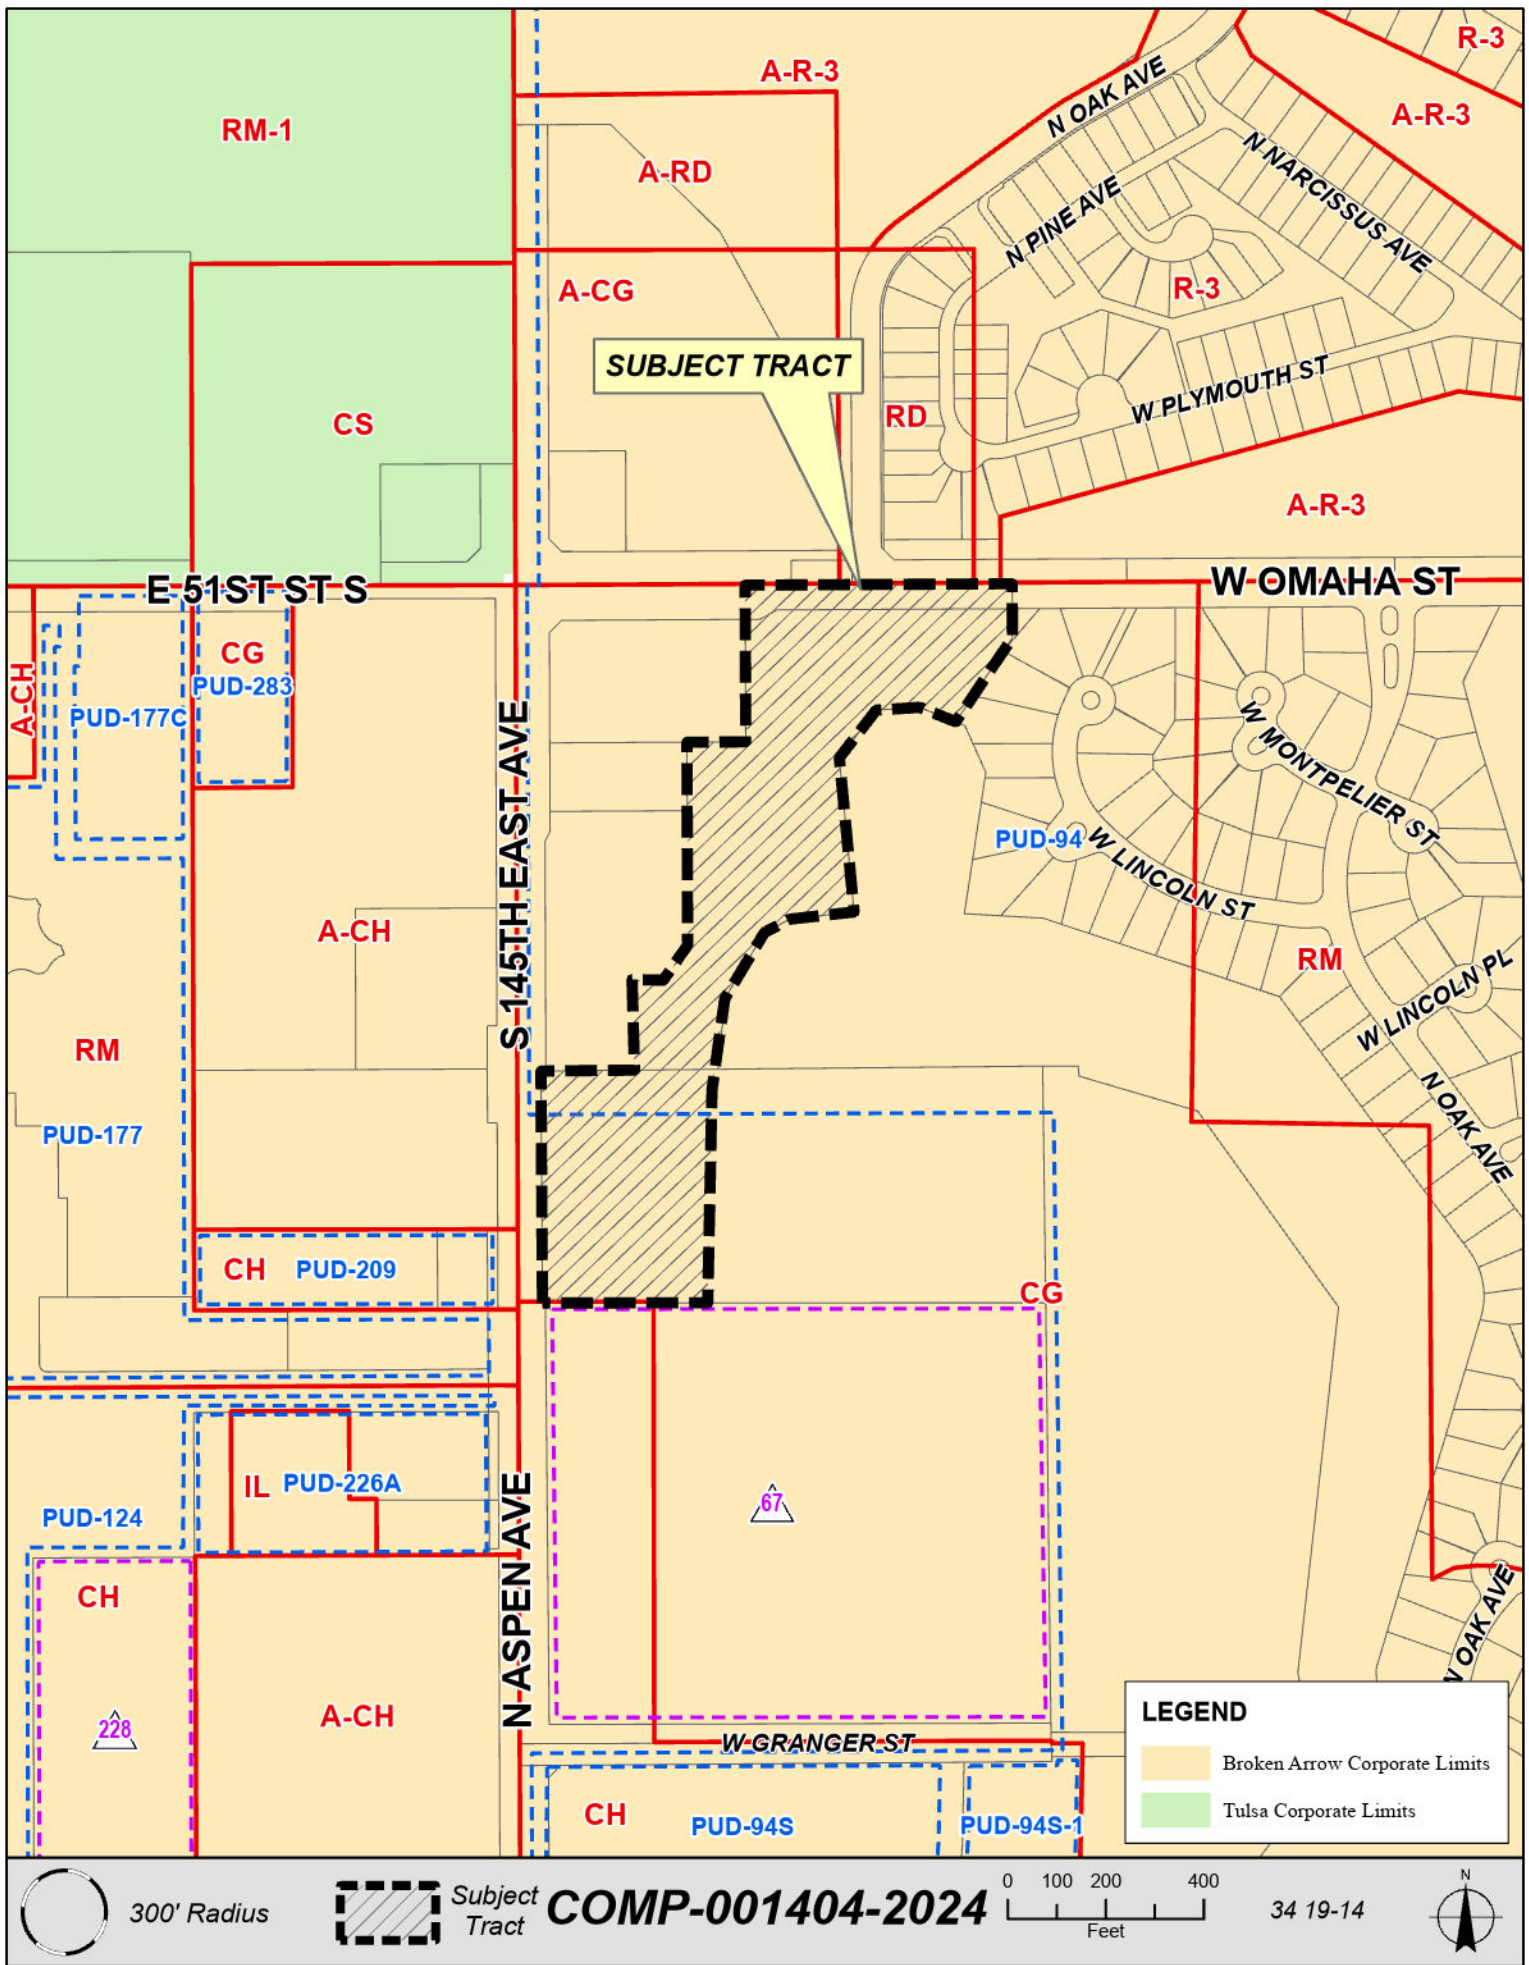 R-3
A-R-3
N OAK AVE
A-R-3
RM-1
A-RD
N NARCISSUS AVE
N PINE AVE
A-CG
R-3
SUBJECT TRACT
W PLYMOUTH ST
CS
RD
A-R-3
E 51ST ST S
W OMAHA ST
CG
PUD-283
A-CH
PUD-177C
S 145TH EAST AVE
W MONTPELIER ST
PUD-94
W LINCOLN ST
A-CH
RM
W LINCOLN PL
RM
N OAK AVE
PUD-177
CH
PUD-209
CG
IL
PUD-226A
67
PUD-124
N ASPEN AVE
CH
N OAK AVE
228
A-CH
W GRANGER ST
CH
PUD-94S
PUD-94S-1
LEGEND
Broken Arrow Corporate Limits
Tulsa Corporate Limits
300' Radius
Subject
Tract
COMP-001404-2024
0 100 200 400
Feet
34 19-14
N